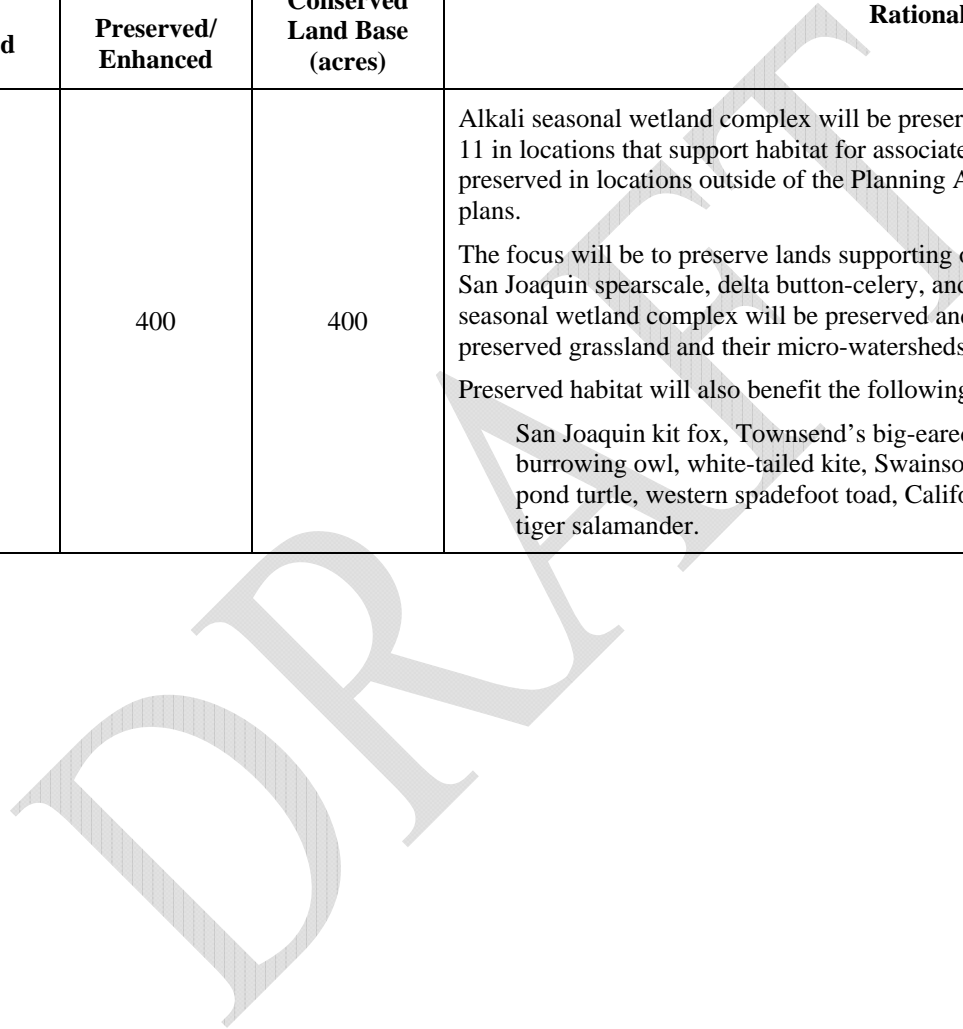 d
Preserved/
Enhanced
Conserved
Land Base
(acres)
Rational
400
400
Alkali seasonal wetland complex will be preser
11 in locations that support habitat for associate
preserved in locations outside of the Planning A
plans.
The focus will be to preserve lands supporting
San Joaquin spearscale, delta button-celery, and
seasonal wetland complex will be preserved and
preserved grassland and their micro-watersheds
Preserved habitat will also benefit the following
San Joaquin kit fox, Townsend’s big-eared
burrowing owl, white-tailed kite, Swainso
pond turtle, western spadefoot toad, Califo
tiger salamander.
DRAFT